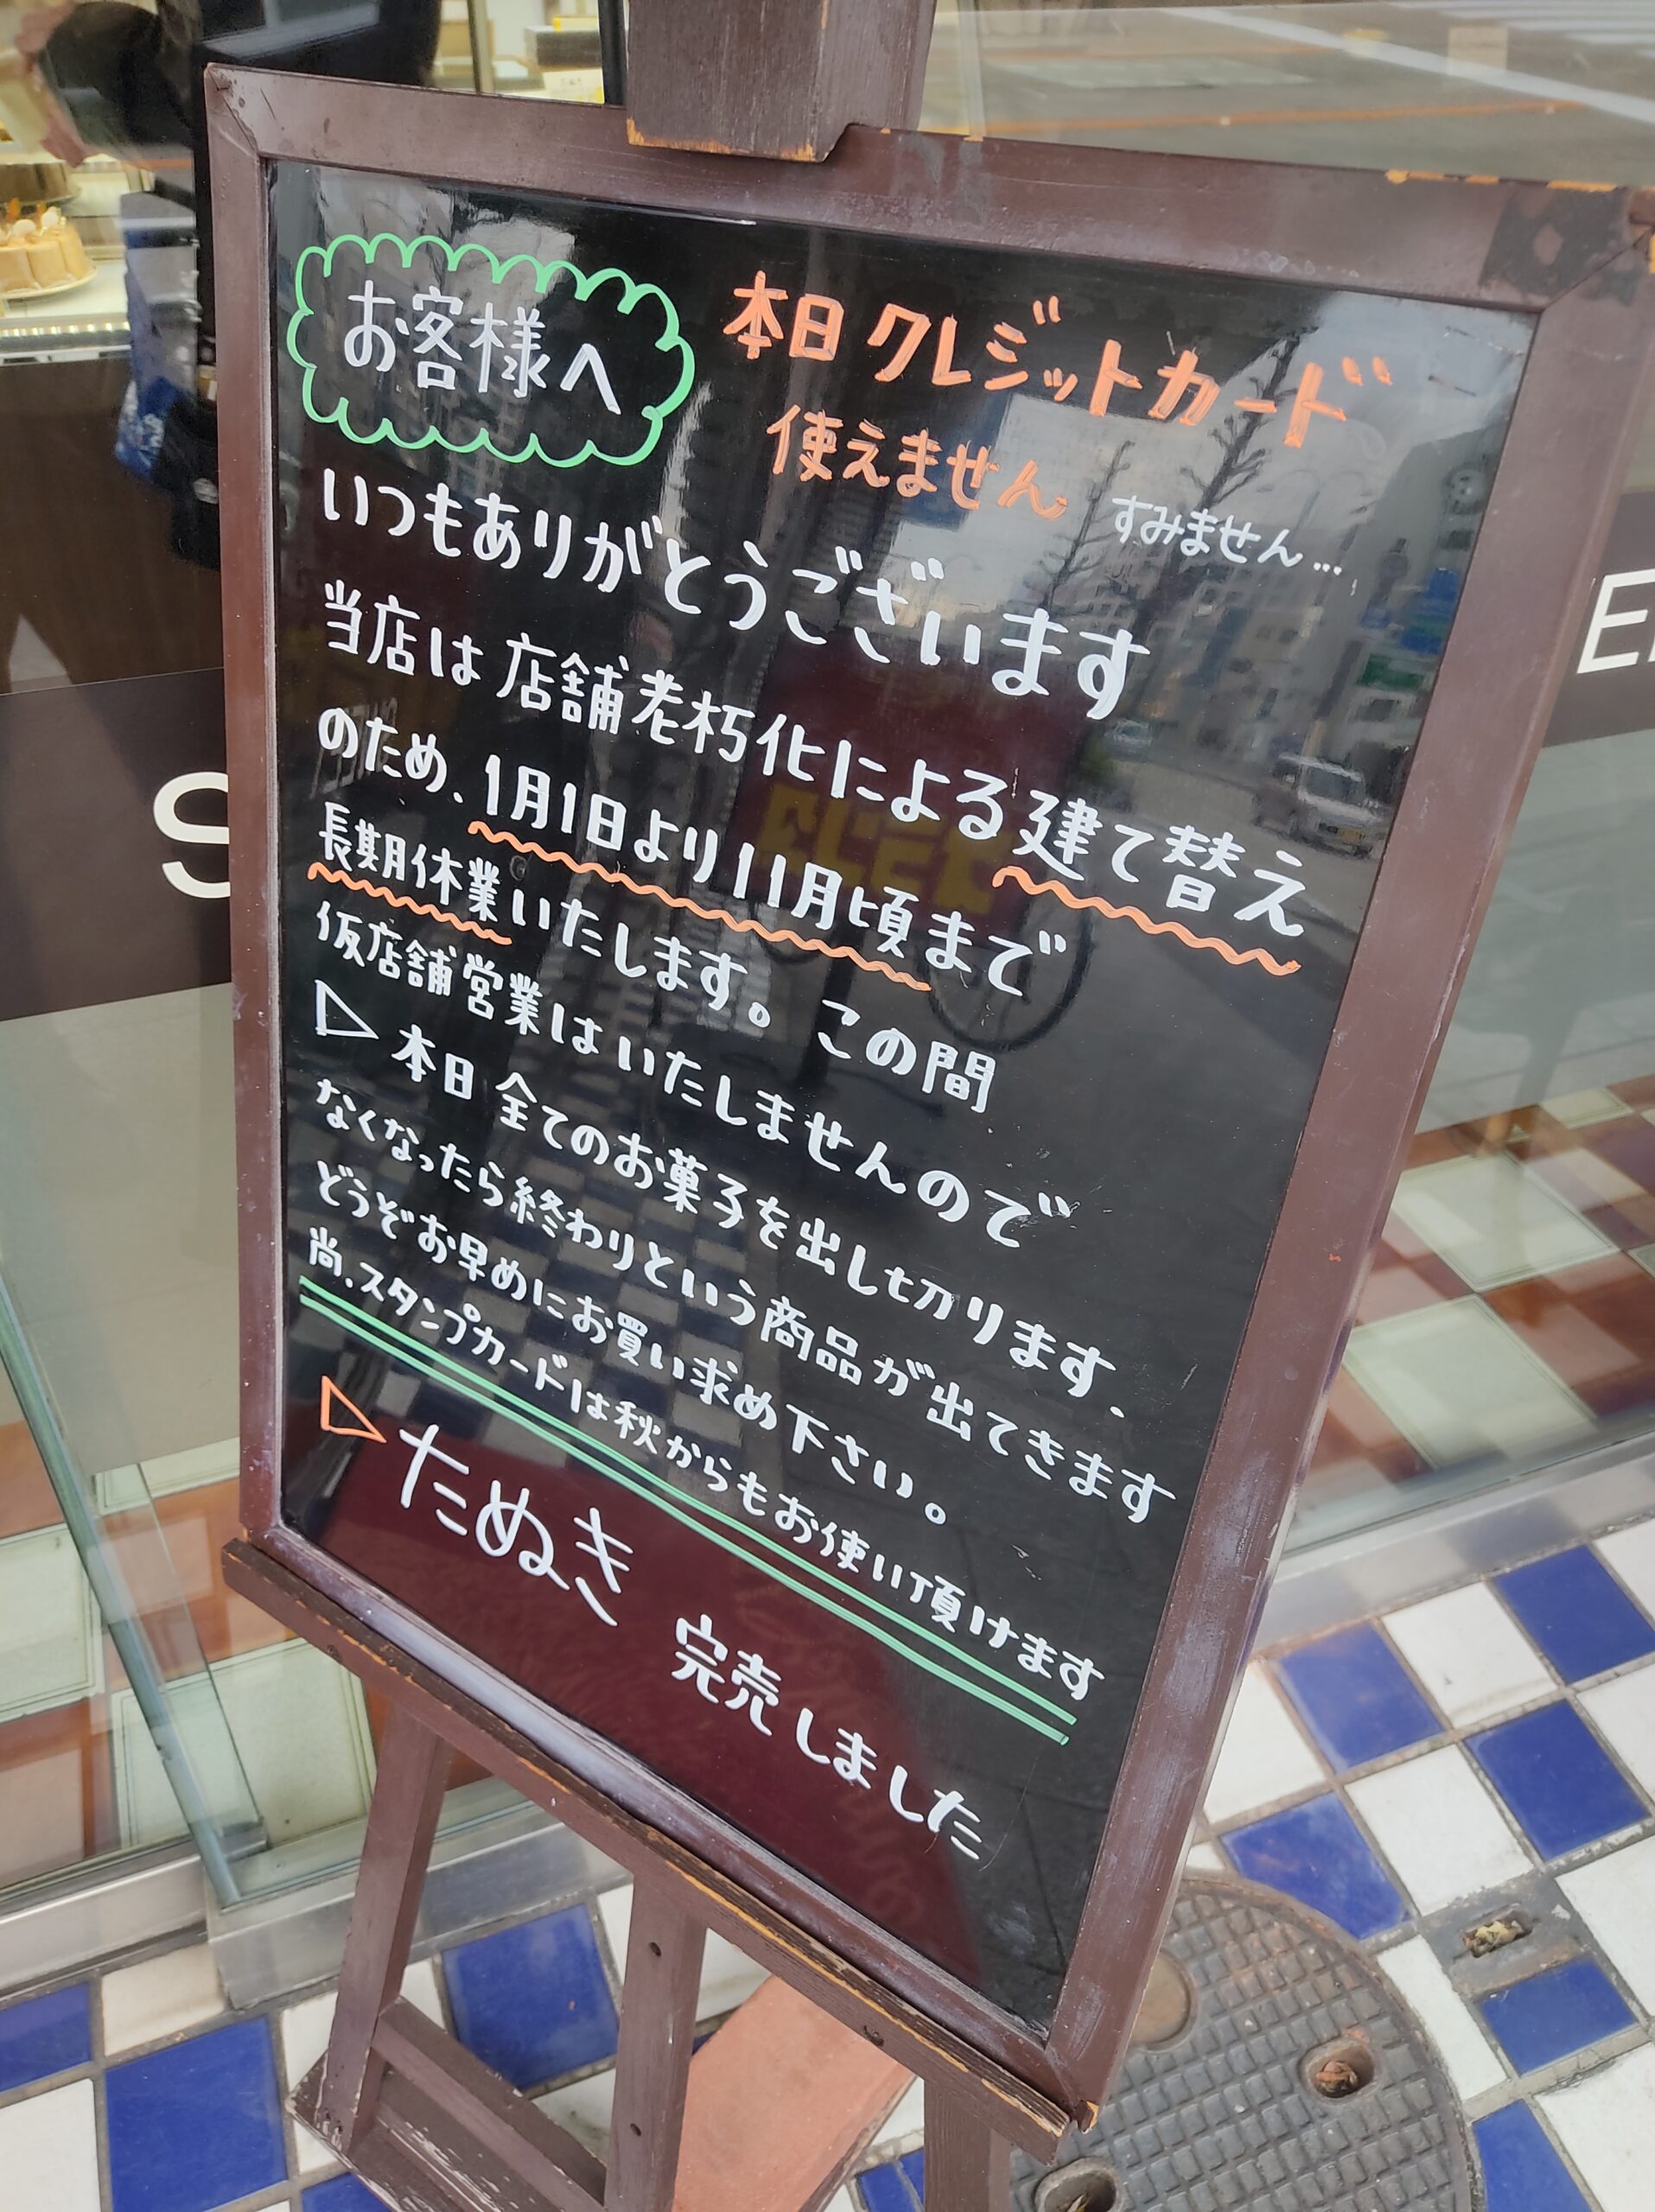 お客様へ
本日クレジットカード
使えません すみません…
いつもありがとうございます
当店は店舗老朽化による建て替え
のため、1月1日より11月頃まで
長期休業いたします。この間
仮店舗営業はいたしませんので
本日全てのお菓子を出し切ります.
なくなったら終わりという商品が出てきます
どうぞお早めにお買い求め下さい。
尚、スタンプカードは秋からもお使い頂けます
たぬき 完売しました
S
E